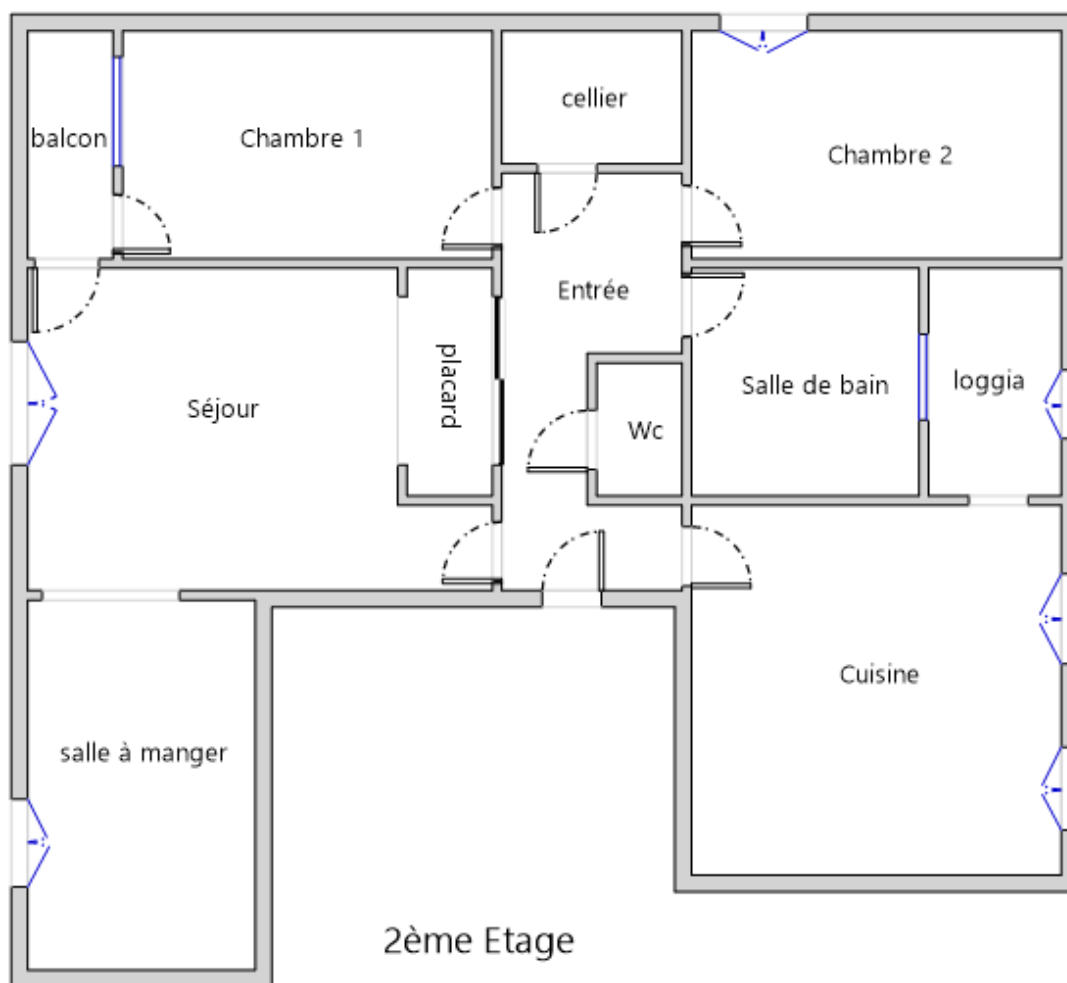 cellier
balcon
Chambre 1
Chambre 2
Entrée
placard
Séjour
Salle de bain
loggia
Wc
Cuisine
salle à manger
2ème Etage